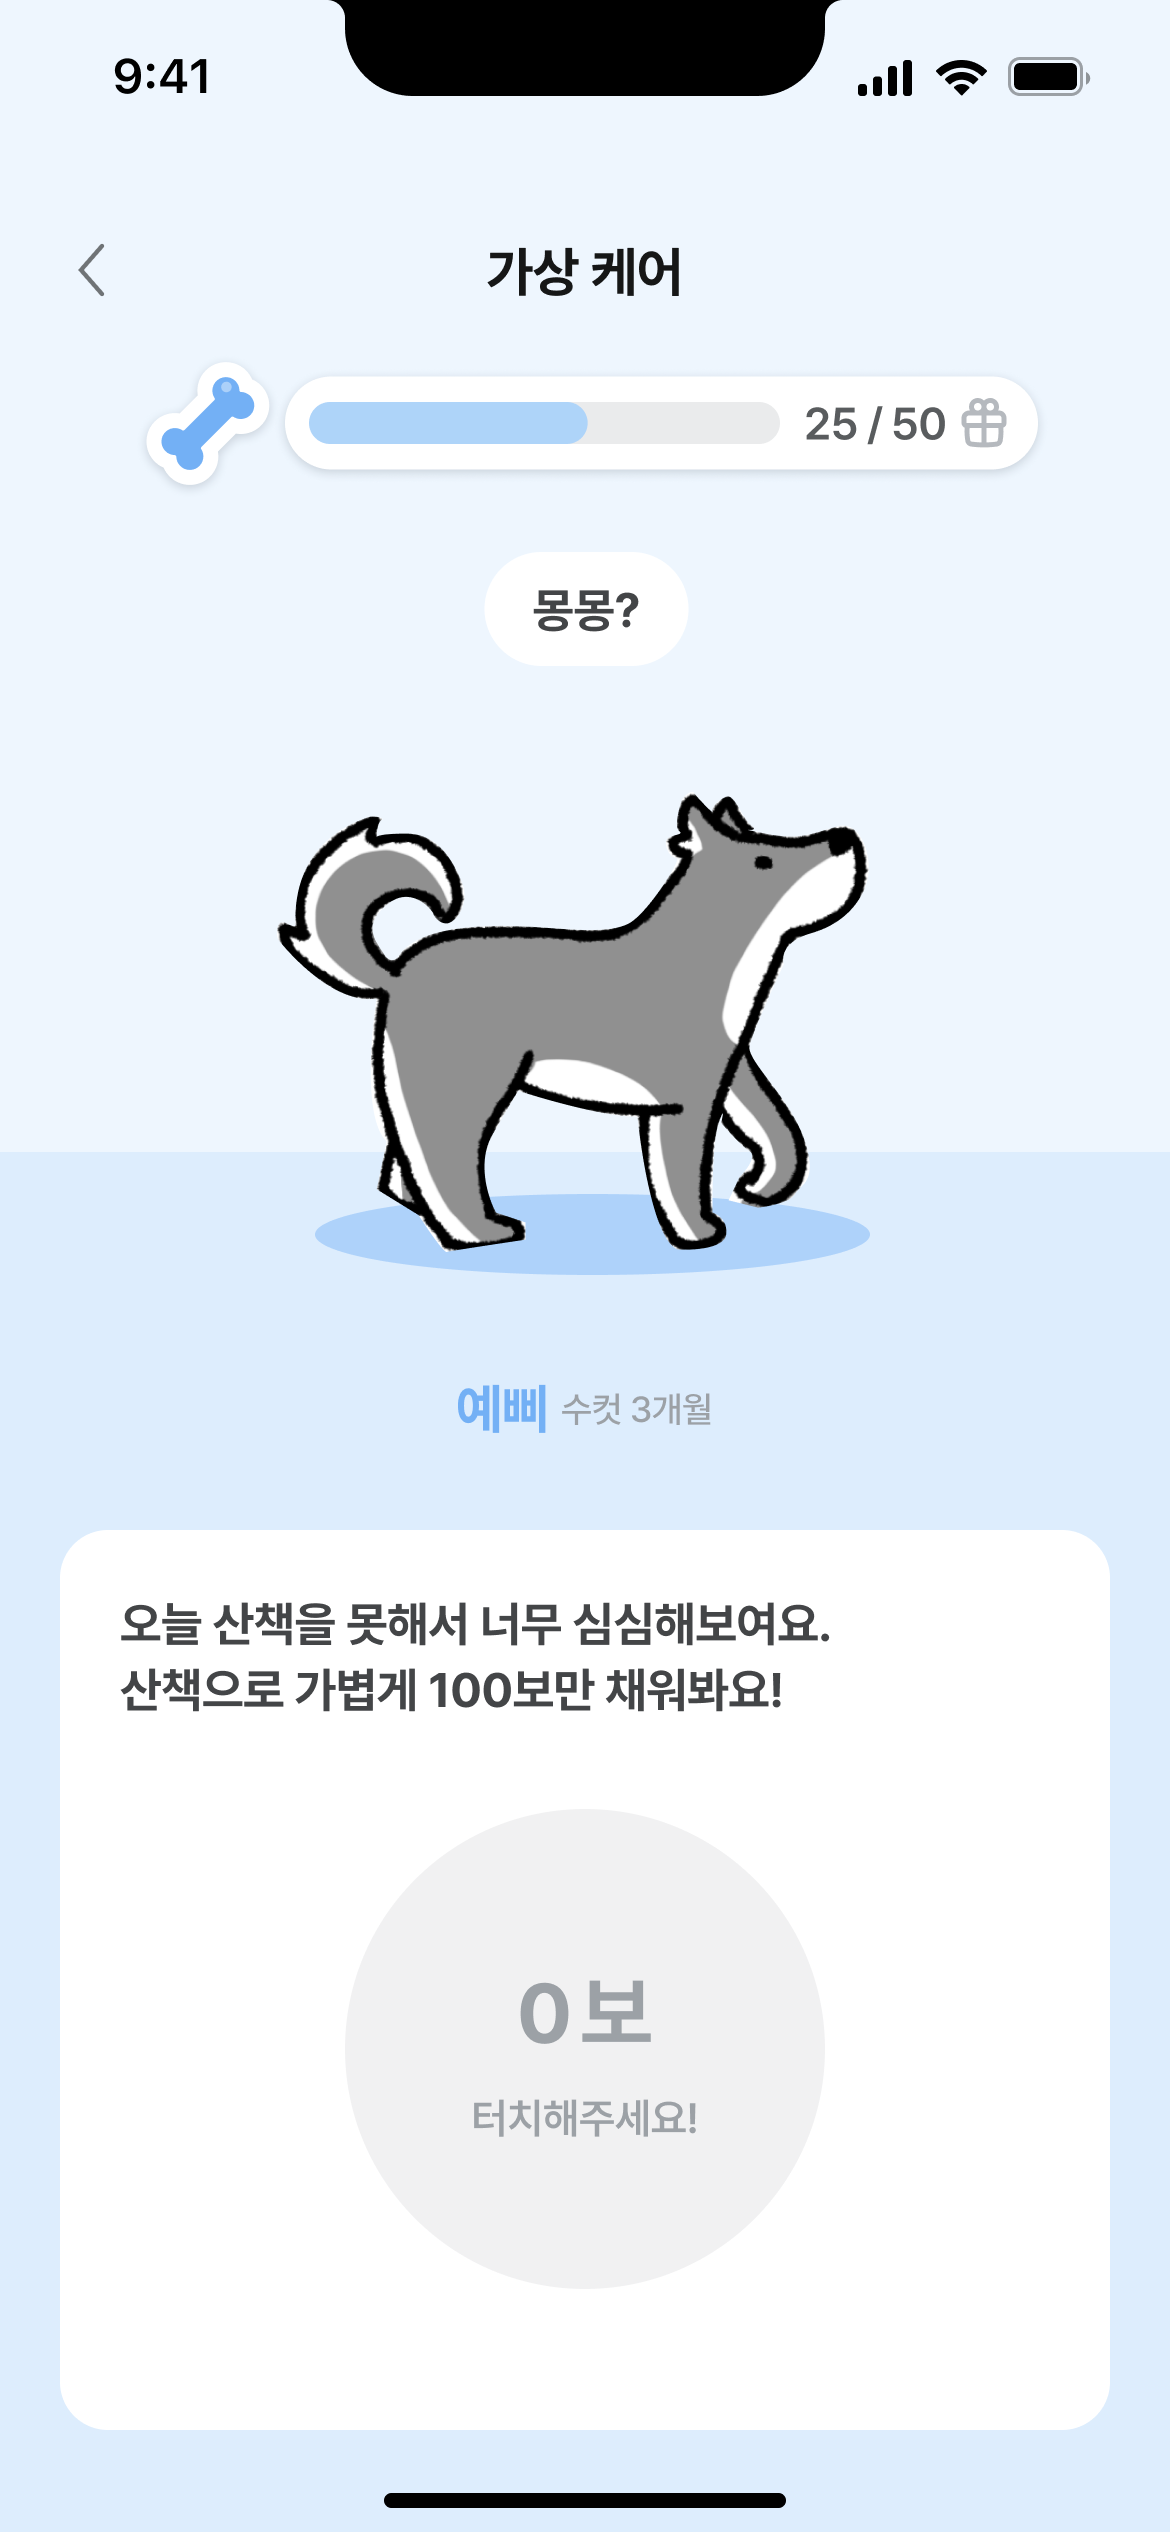 9:41
가상 케어
25 / 50
몽몽?
예삐 수컷 3개월
오늘 산책을 못해서 너무 심심해보여요.
산책으로 가볍게 100보만 채워봐요!
0 보
터치해주세요!